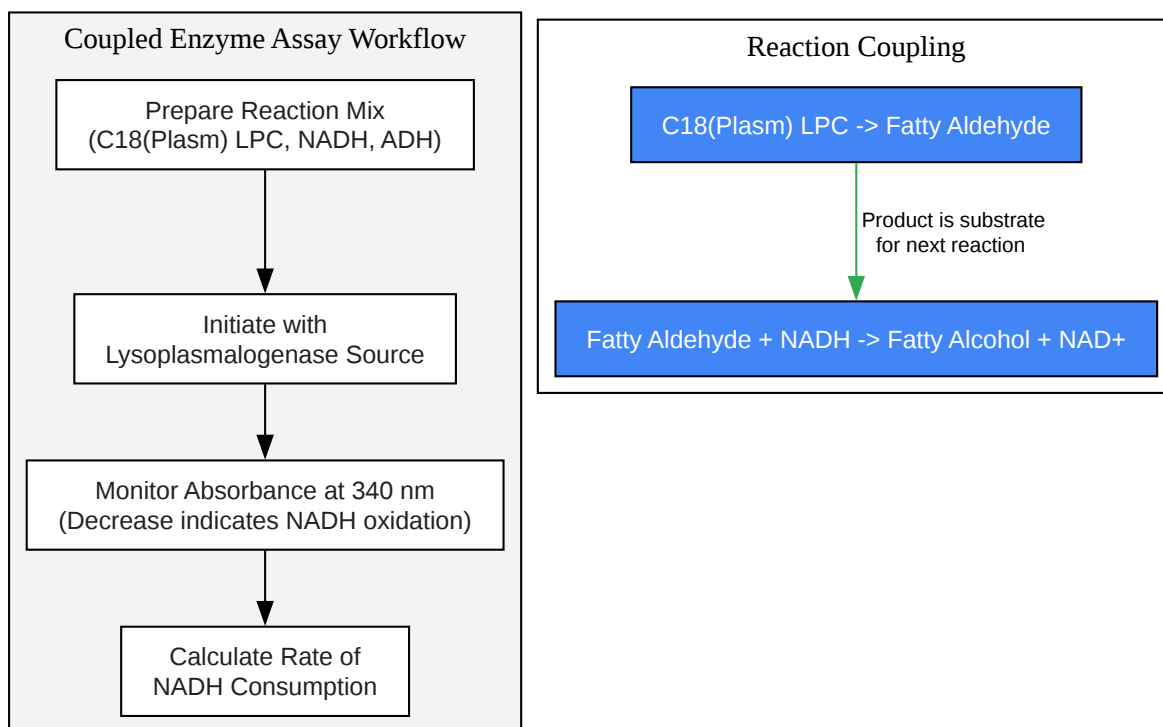 Coupled Enzyme Assay Workflow
Prepare Reaction Mix
(C18(Plasm) LPC, NADH, ADH)
Initiate with
Lysoplasmalogenase Source
Monitor Absorbance at 340 nm
(Decrease indicates NADH oxidation)
Calculate Rate of
NADH Consumption
Reaction Coupling
C18(Plasm) LPC -> Fatty Aldehyde
Product is substrate
for next reaction
Fatty Aldehyde + NADH -> Fatty Alcohol + NAD+